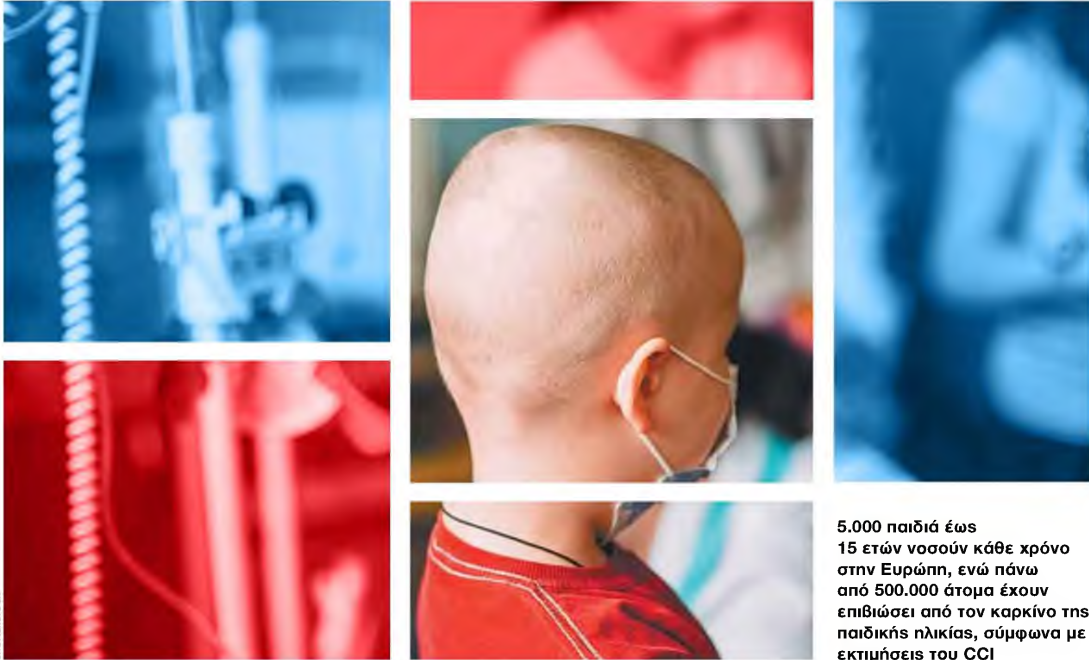 5.000 παιδιά έως
15 ετών νοσούν κάθε χρόνο
στην Ευρώπη, ενώ πάνω
από 500.000 άτομα έχουν
επιβιώσει από τον καρκίνο της
παιδικής ηλικίας, σύμφωνα με
εκτιμήσεις του CCI